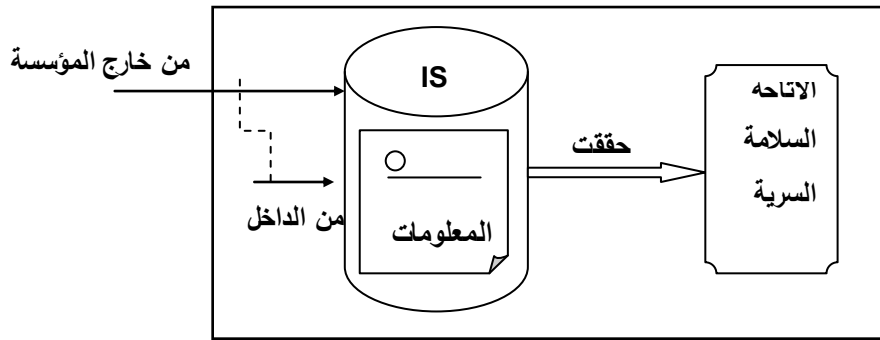 من خارج المؤسسة
IS
الاتاحه
السلامة
السرية
حققت
من الداخل
المعلومات